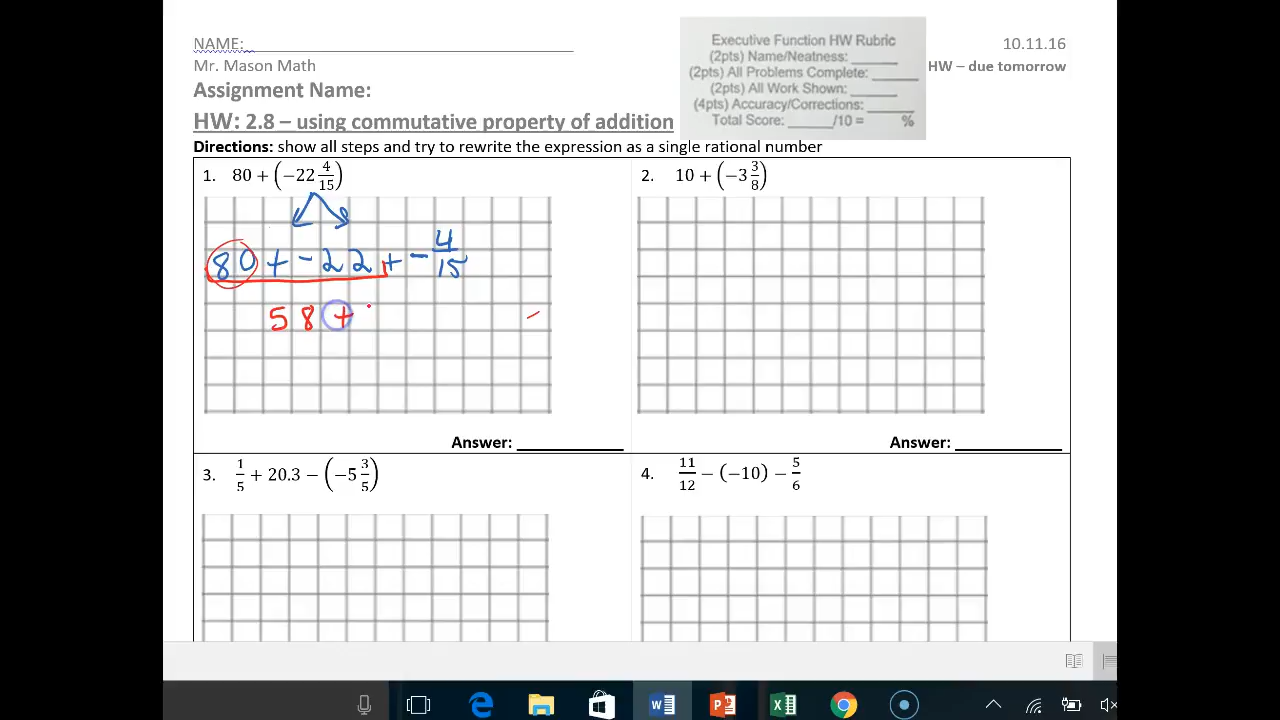 NAME:
Mr. Mason Math
Assignment Name:
HW: 2.8 – using commutative property of addition
Executive Function HW Rubric
(2pts) Name/Neatness: ______
(2pts) All Problems Complete: ______
(2pts) All Work Shown: ______
(4pts) Accuracy/Corrections: ______
Total Score: ______/10 = %
10.11.16
HW – due tomorrow
Directions: show all steps and try to rewrite the expression as a single rational number
1. 80 + (−22 4/15)
80 + -22 + - 4/15
58 +
Answer: ____________
2. 10 + (−3 3/8)
Answer: ____________
3. 1/5 + 20.3 − (−5 3/5)
4. 11/12 − (−10) − 5/6